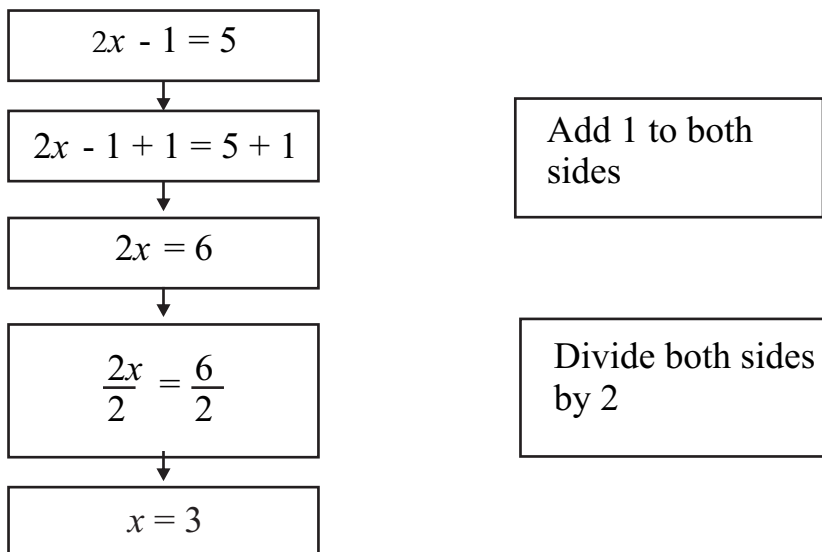 2x - 1 = 5
2x - 1 + 1 = 5 + 1
Add 1 to both
sides
2x = 6
2x/2 = 6/2
Divide both sides
by 2
x = 3